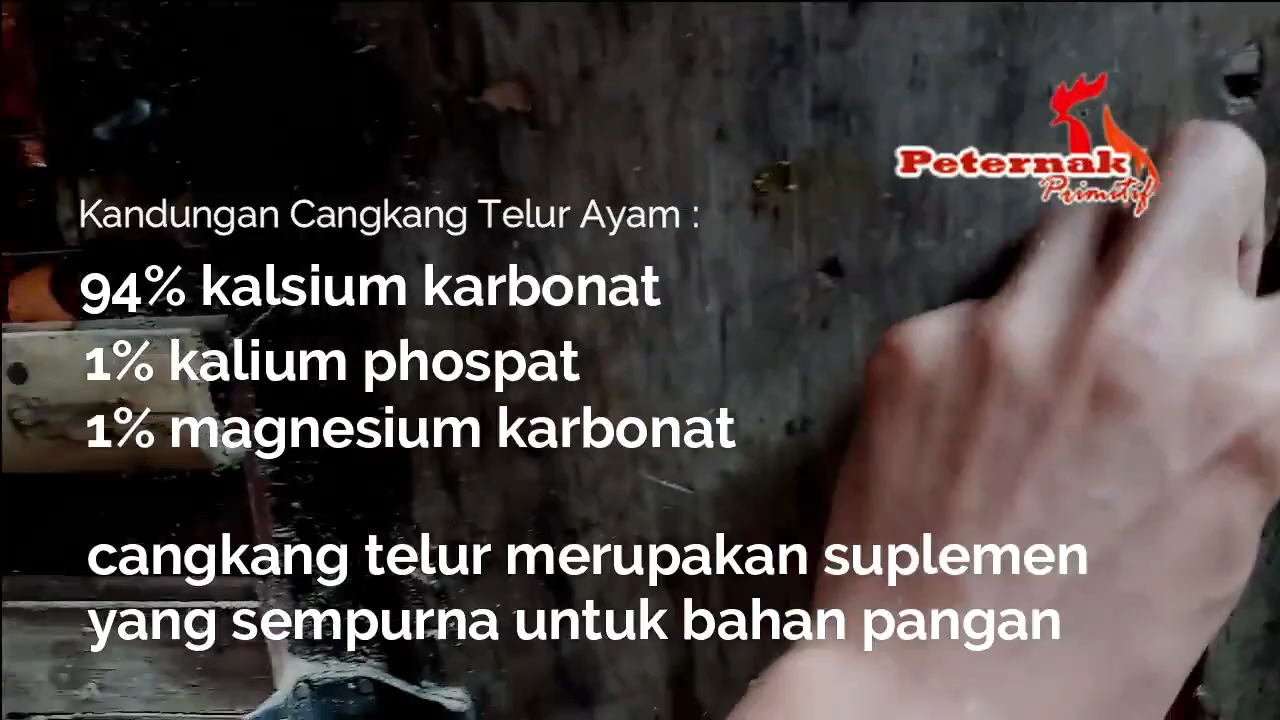 Peternak
Primitif
Kandungan Cangkang Telur Ayam :
94% kalsium karbonat
1% kalium phospat
1% magnesium karbonat
cangkang telur merupakan suplemen
yang sempurna untuk bahan pangan